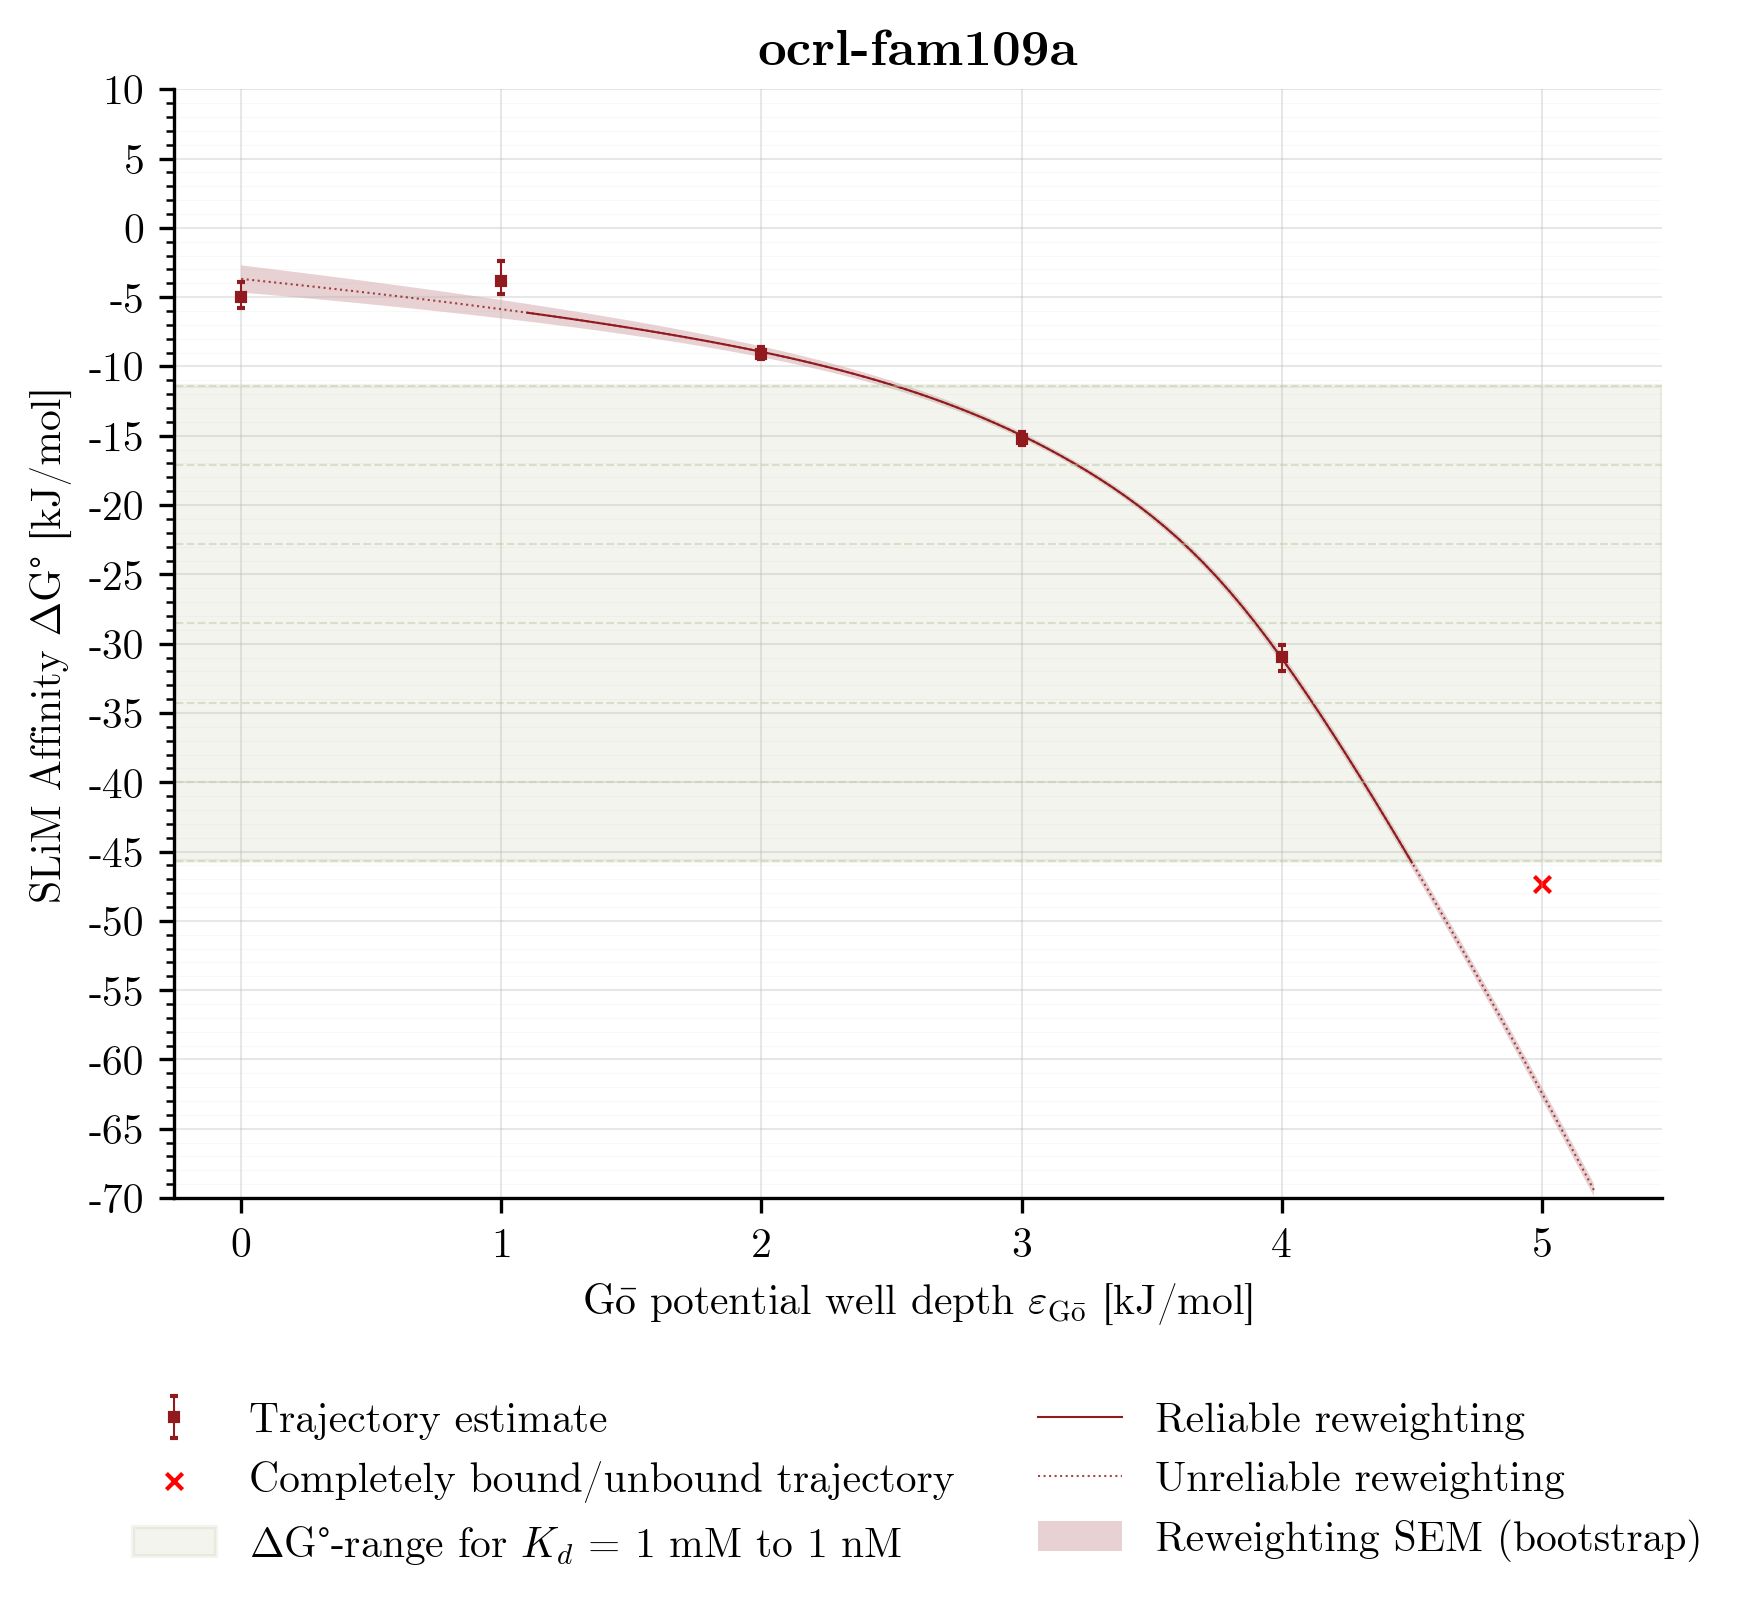 ocrl-fam109a
10
5
0
-5
-10
-15
-20
-25
-30
-35
-40
-45
-50
-55
-60
-65
-70
SLiM Affinity ΔG° [kJ/mol]
0 1 2 3 4 5
Gō potential well depth ε_Gō [kJ/mol]
Trajectory estimate
Completely bound/unbound trajectory
ΔG°-range for K_d = 1 mM to 1 nM
Reliable reweighting
Unreliable reweighting
Reweighting SEM (bootstrap)